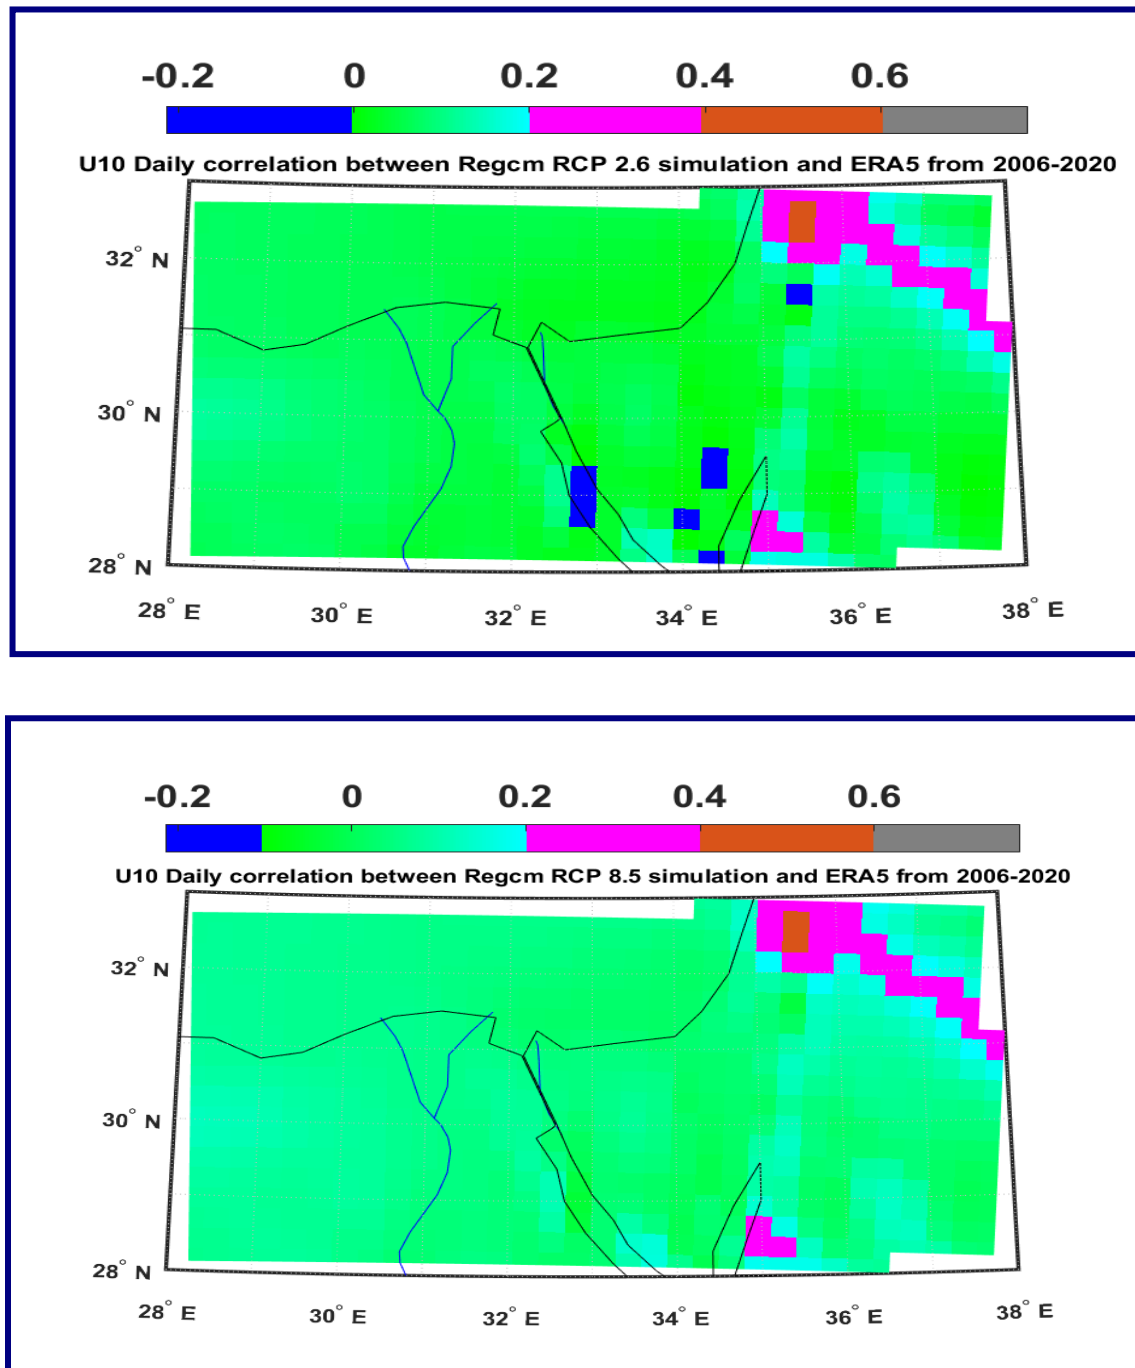 -0.2 0 0.2 0.4 0.6
U10 Daily correlation between Regcm RCP 2.6 simulation and ERA5 from 2006-2020
32° N
30° N
28° N
28° E 30° E 32° E 34° E 36° E 38° E
-0.2 0 0.2 0.4 0.6
U10 Daily correlation between Regcm RCP 8.5 simulation and ERA5 from 2006-2020
32° N
30° N
28° N
28° E 30° E 32° E 34° E 36° E 38° E